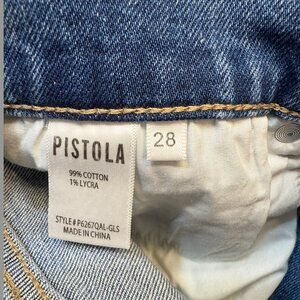 PISTOLA
28
99% COTTON
1% LYCRA
STYLE# P6267QAL-GLS
MADE IN CHINA